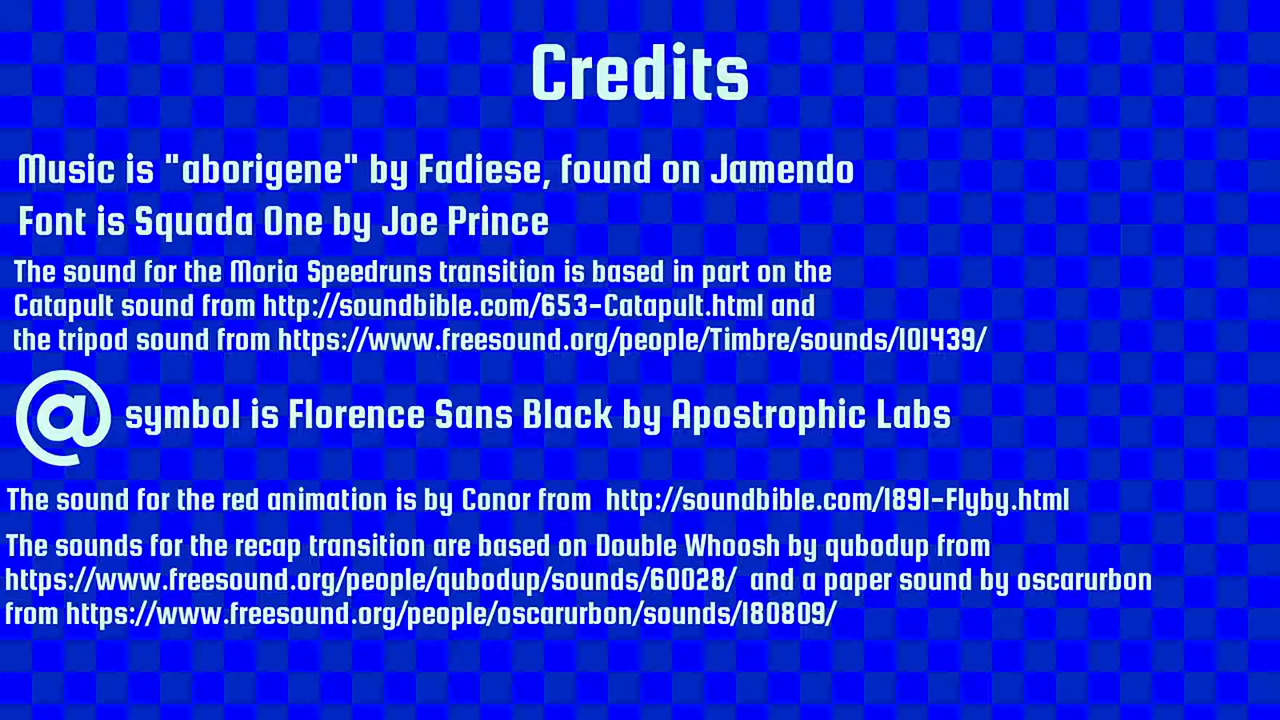 Credits
Music is "aborigene" by Fadiese, found on Jamendo
Font is Squada One by Joe Prince
The sound for the Moria Speedruns transition is based in part on the
Catapult sound from http://soundbible.com/653-Catapult.html and
the tripod sound from https://www.freesound.org/people/Timbre/sounds/101439/
@ symbol is Florence Sans Black by Apostrophic Labs
The sound for the red animation is by Conor from http://soundbible.com/1891-Flyby.html
The sounds for the recap transition are based on Double Whoosh by qubodup from
https://www.freesound.org/people/qubodup/sounds/60028/ and a paper sound by oscarurbon
from https://www.freesound.org/people/oscarurbon/sounds/180809/